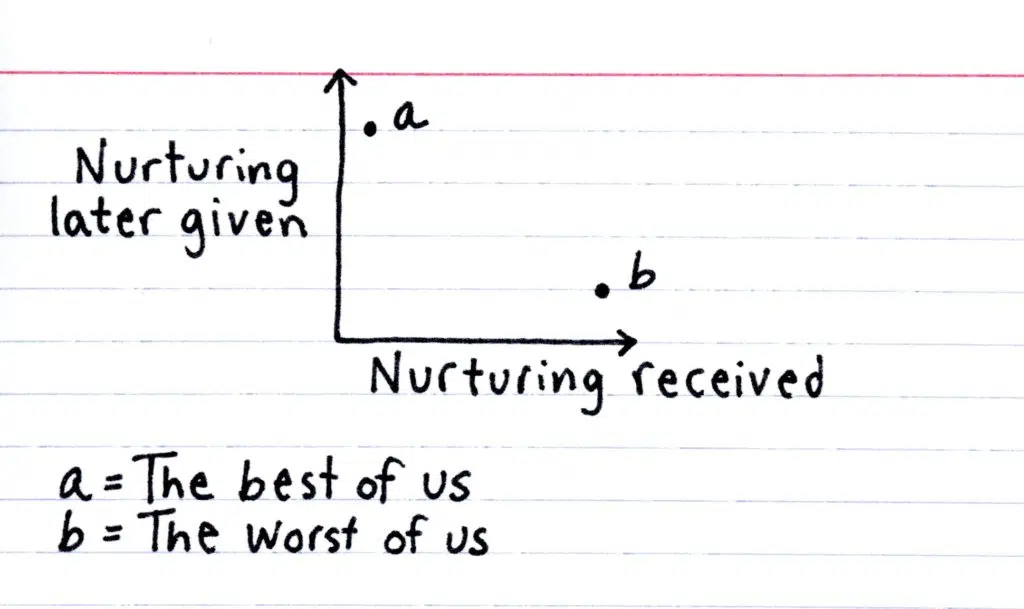 a
Nurturing
later given
b
Nurturing received
a = The best of us
b = The worst of us